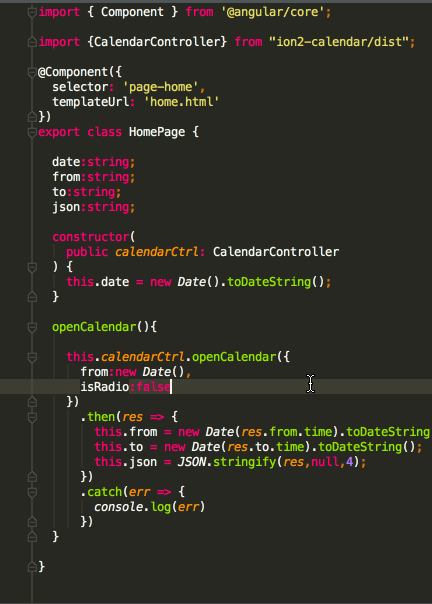 import { Component } from '@angular/core';
import {CalendarController} from "ion2-calendar/dist";
@Component({
selector: 'page-home',
templateUrl: 'home.html'
})
export class HomePage {
date:string;
from:string;
to:string;
json:string;
constructor(
public calendarCtrl: CalendarController
) {
this.date = new Date().toDateString();
}
openCalendar(){
this.calendarCtrl.openCalendar({
from:new Date(),
isRadio:false
})
.then(res => {
this.from = new Date(res.from.time).toDateString
this.to = new Date(res.to.time).toDateString();
this.json = JSON.stringify(res,null,4);
})
.catch(err => {
console.log(err)
})
}
}